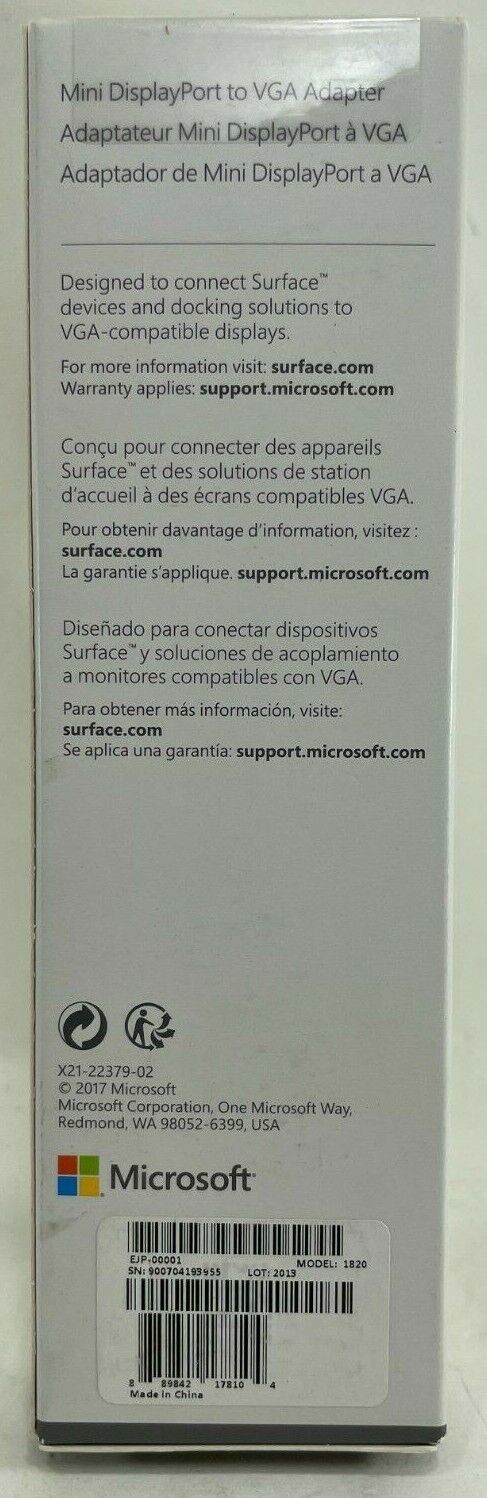 Mini DisplayPort to VGA Adapter
Adaptateur Mini DisplayPort à VGA
Adaptador de Mini DisplayPort a VGA
Designed to connect Surface™
devices and docking solutions to
VGA-compatible displays.
For more information visit: surface.com
Warranty applies: support.microsoft.com
Conçu pour connecter des appareils
Surface™ et des solutions de station
d'accueil à des écrans compatibles VGA.
Pour obtenir davantage d'information, visitez :
surface.com
La garantie s'applique. support.microsoft.com
Diseñado para conectar dispositivos
Surface™ y soluciones de acoplamiento
a monitores compatibles con VGA.
Para obtener más información, visite:
surface.com
Se aplica una garantía: support.microsoft.com
X21-22379-02
© 2017 Microsoft
Microsoft Corporation, One Microsoft Way,
Redmond, WA 98052-6399, USA
Microsoft
EJP-00001 MODEL: 1820
SN: 900704193955 LOT: 2013
8 89842 17810 4
Made in China